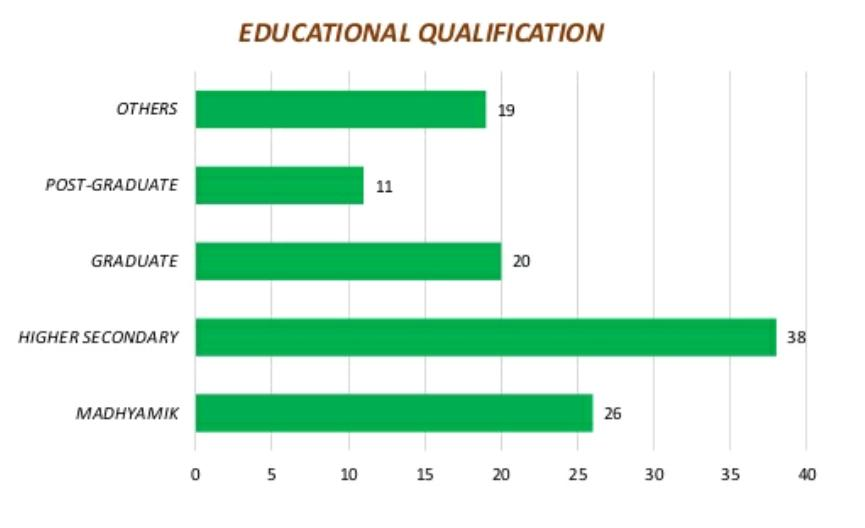 EDUCATIONAL QUALIFICATION
OTHERS 19
POST-GRADUATE 11
GRADUATE 20
HIGHER SECONDARY 38
MADHYAMIK 26
0 5 10 15 20 25 30 35 40